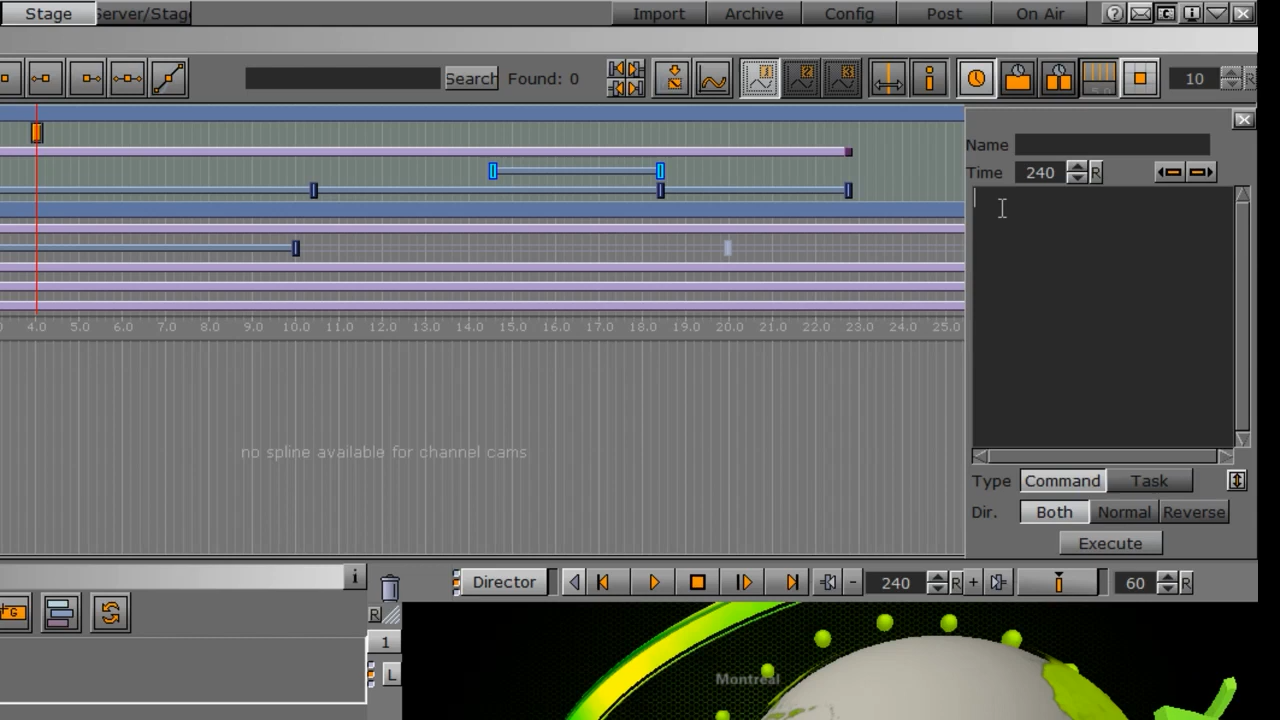 Stage Server/Stage Import Archive Config Post On Air
Search Found: 0 10 R
Name
Time 240 R
4.0 5.0 6.0 7.0 8.0 9.0 10.0 11.0 12.0 13.0 14.0 15.0 16.0 17.0 18.0 19.0 20.0 21.0 22.0 23.0 24.0 25.0
no spline available for channel cams
Type Command Task
Dir. Both Normal Reverse
Execute
Director 240 R 60 R
R
1
L
Montreal